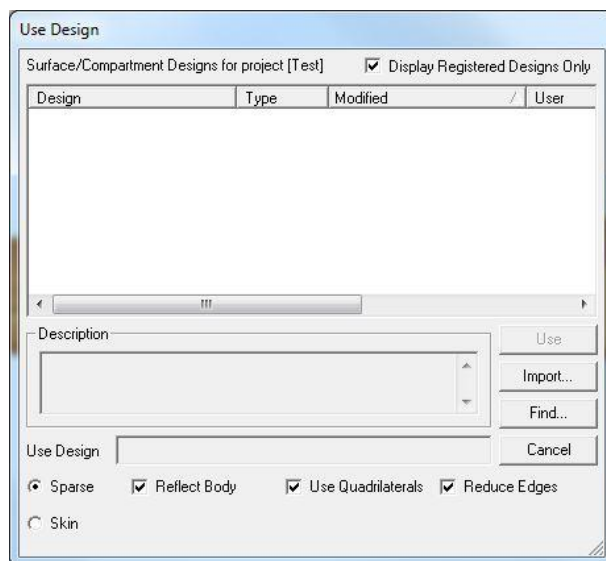 Use Design
Surface/Compartment Designs for project [Test] Display Registered Designs Only
Design Type Modified User
Description
Use
Import...
Find...
Use Design Cancel
Sparse Reflect Body Use Quadrilaterals Reduce Edges
Skin